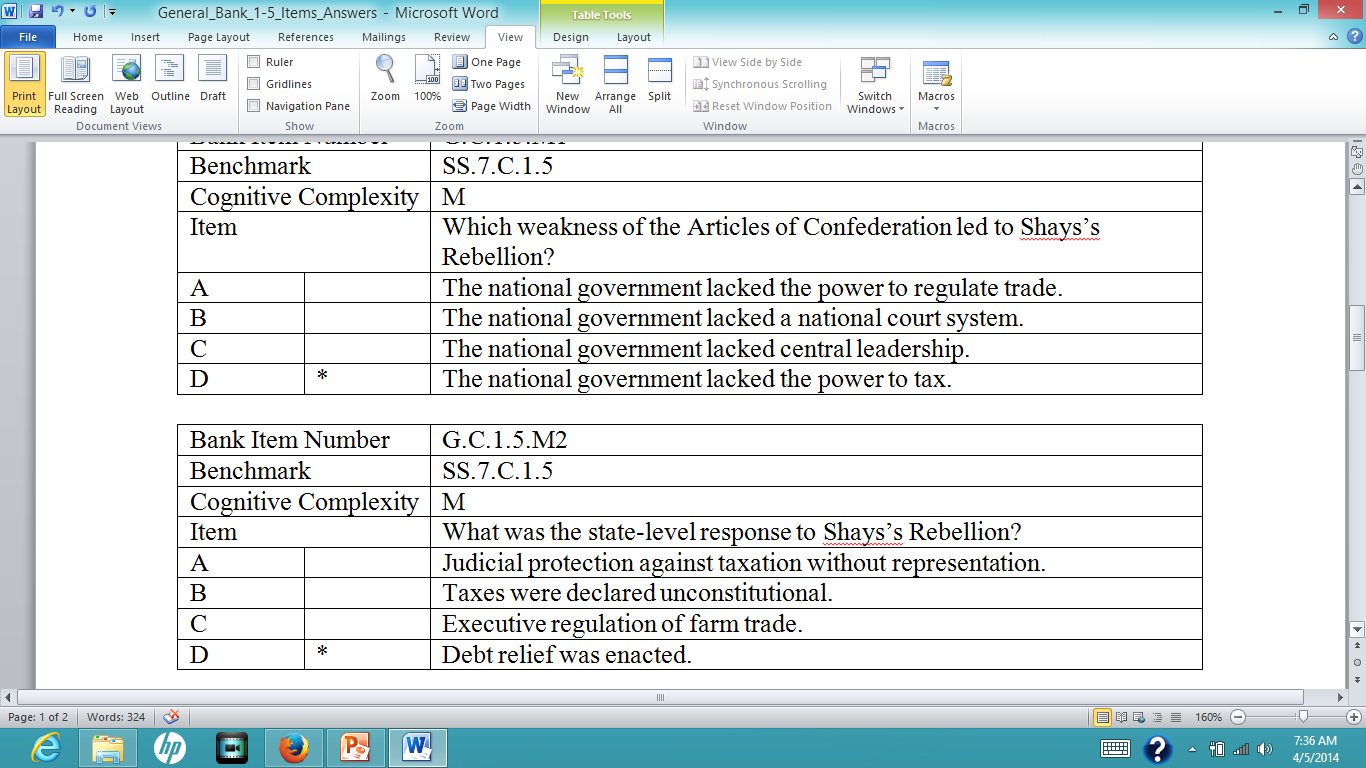 General_Bank_1-5_Items_Answers - Microsoft Word
Table Tools
File Home Insert Page Layout References Mailings Review View Design Layout
Print Layout
Full Screen Reading
Web Layout
Outline
Draft
Document Views
Ruler
Gridlines
Navigation Pane
Show
Zoom
100%
One Page
Two Pages
Page Width
Zoom
New Window
Arrange All
Split
View Side by Side
Synchronous Scrolling
Reset Window Position
Window
Switch Windows
Macros
Macros
Benchmark SS.7.C.1.5
Cognitive Complexity M
Item Which weakness of the Articles of Confederation led to Shays’s
Rebellion?
A The national government lacked the power to regulate trade.
B The national government lacked a national court system.
C The national government lacked central leadership.
D * The national government lacked the power to tax.
Bank Item Number G.C.1.5.M2
Benchmark SS.7.C.1.5
Cognitive Complexity M
Item What was the state-level response to Shays’s Rebellion?
A Judicial protection against taxation without representation.
B Taxes were declared unconstitutional.
C Executive regulation of farm trade.
D * Debt relief was enacted.
Page: 1 of 2 Words: 324 160%
7:36 AM
4/5/2014